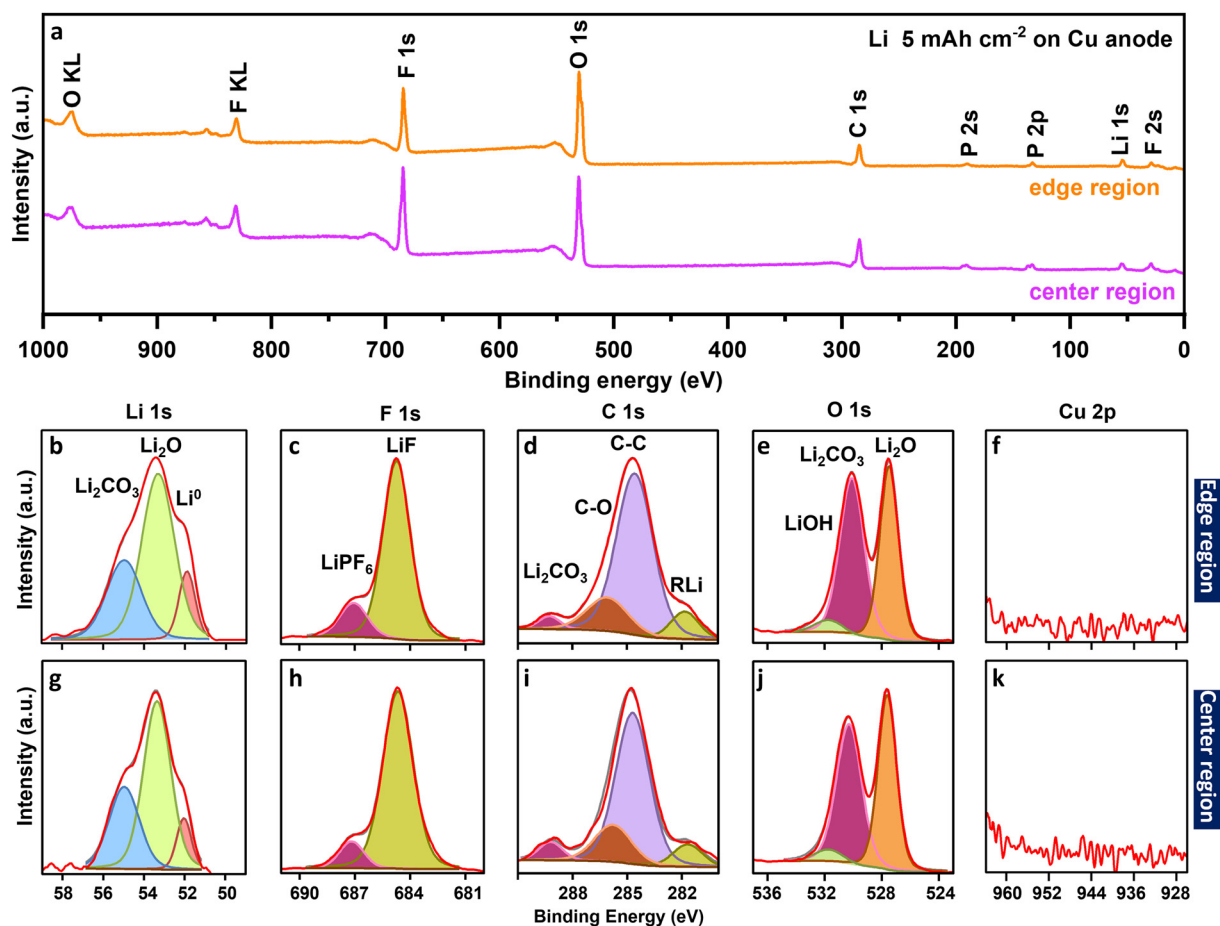 a
Li 5 mAh cm⁻² on Cu anode
O KL
F KL
F 1s
O 1s
C 1s
P 2s
P 2p
Li 1s
F 2s
edge region
center region
Intensity (a.u.)
1000 900 800 700 600 500 400 300 200 100 0
Binding energy (eV)
Li 1s F 1s C 1s O 1s Cu 2p
b
Li₂O
Li₂CO₃
Li⁰
c
LiF
LiPF₆
d
C-C
C-O
Li₂CO₃
RLi
e
Li₂CO₃ Li₂O
LiOH
f
Intensity (a.u.)
Edge region
g
h
i
j
k
Intensity (a.u.)
Center region
58 56 54 52 50
690 687 684 681
288 285 282
536 532 528 524
960 952 944 936 928
Binding Energy (eV)